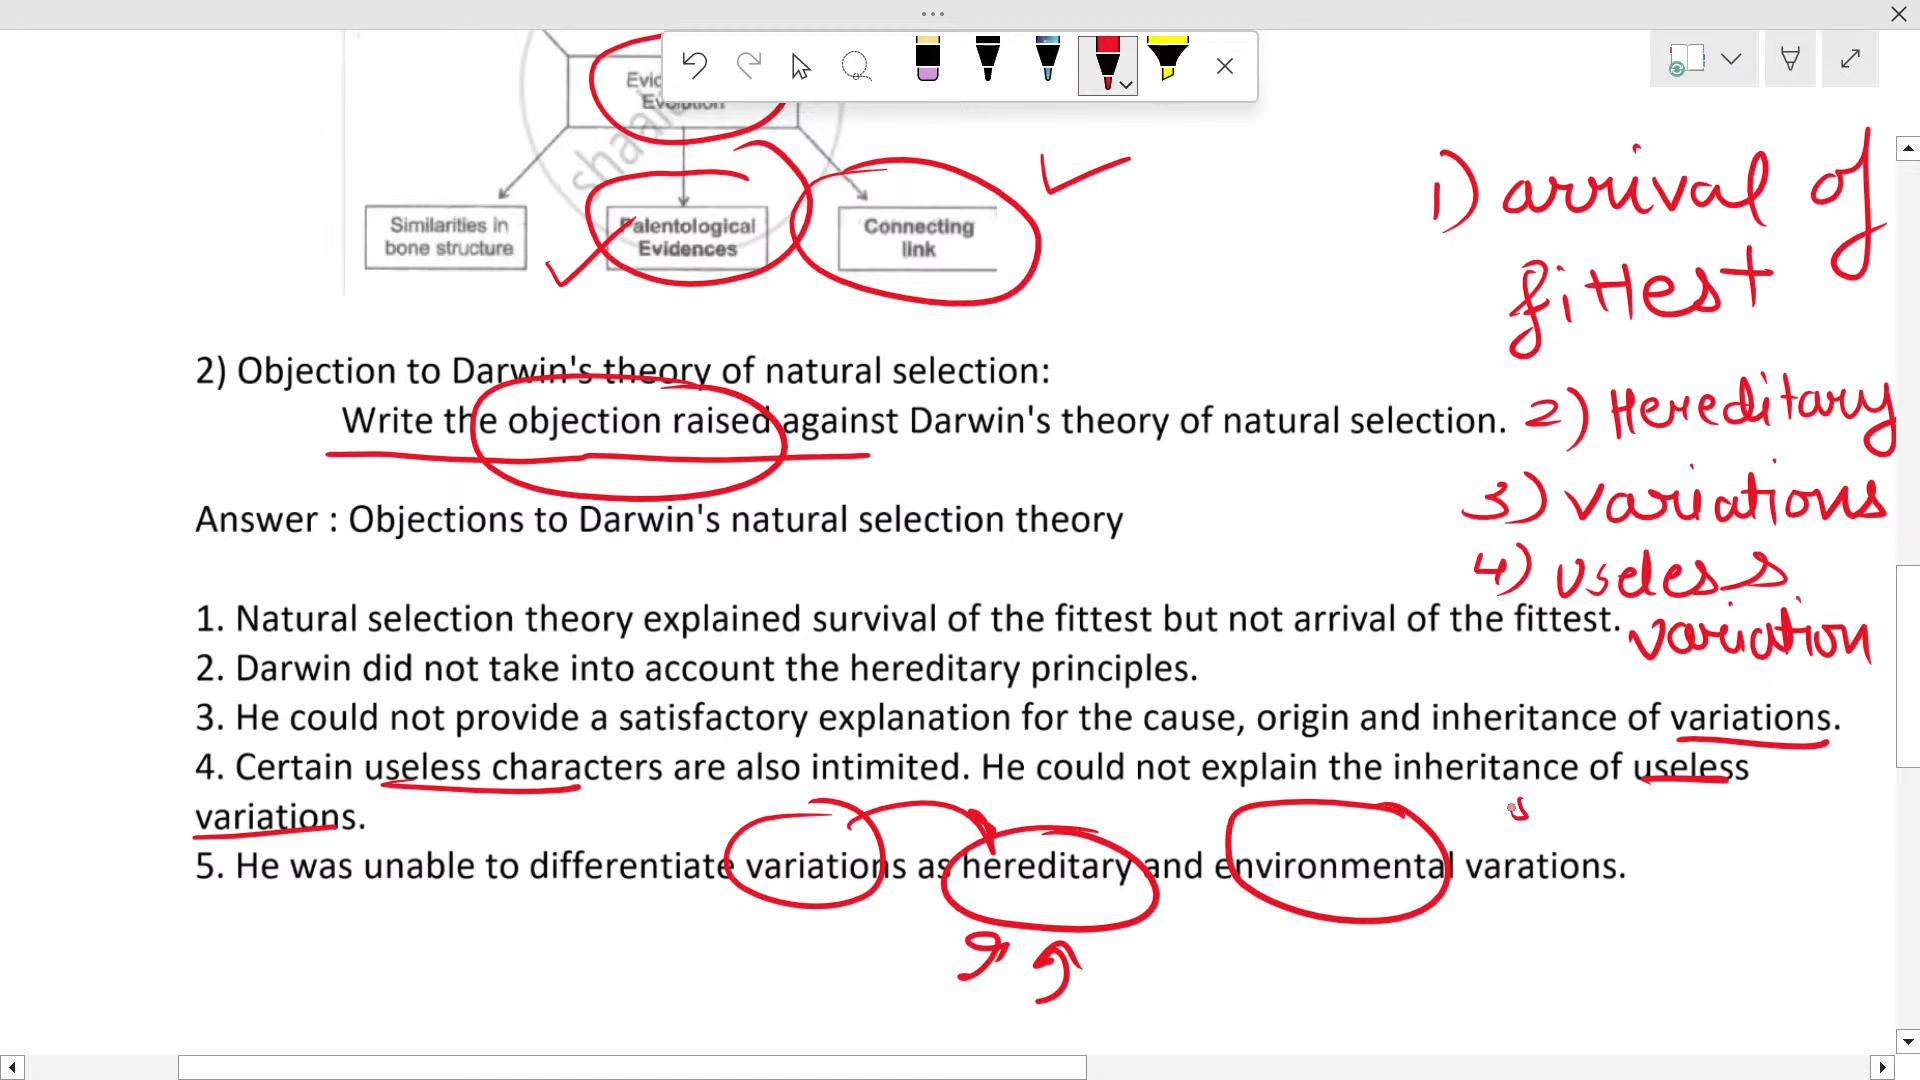 Evolution
shaal
Similarities in
bone structure
Palentological
Evidences
Connecting
link
1) arrival of
fittest
2) Objection to Darwin's theory of natural selection:
Write the objection raised against Darwin's theory of natural selection.
2) Hereditary
3) variations
Answer : Objections to Darwin's natural selection theory
4) useless
variation
1. Natural selection theory explained survival of the fittest but not arrival of the fittest.
2. Darwin did not take into account the hereditary principles.
3. He could not provide a satisfactory explanation for the cause, origin and inheritance of variations.
4. Certain useless characters are also intimited. He could not explain the inheritance of useless
variations.
5. He was unable to differentiate variations as hereditary and environmental varations.